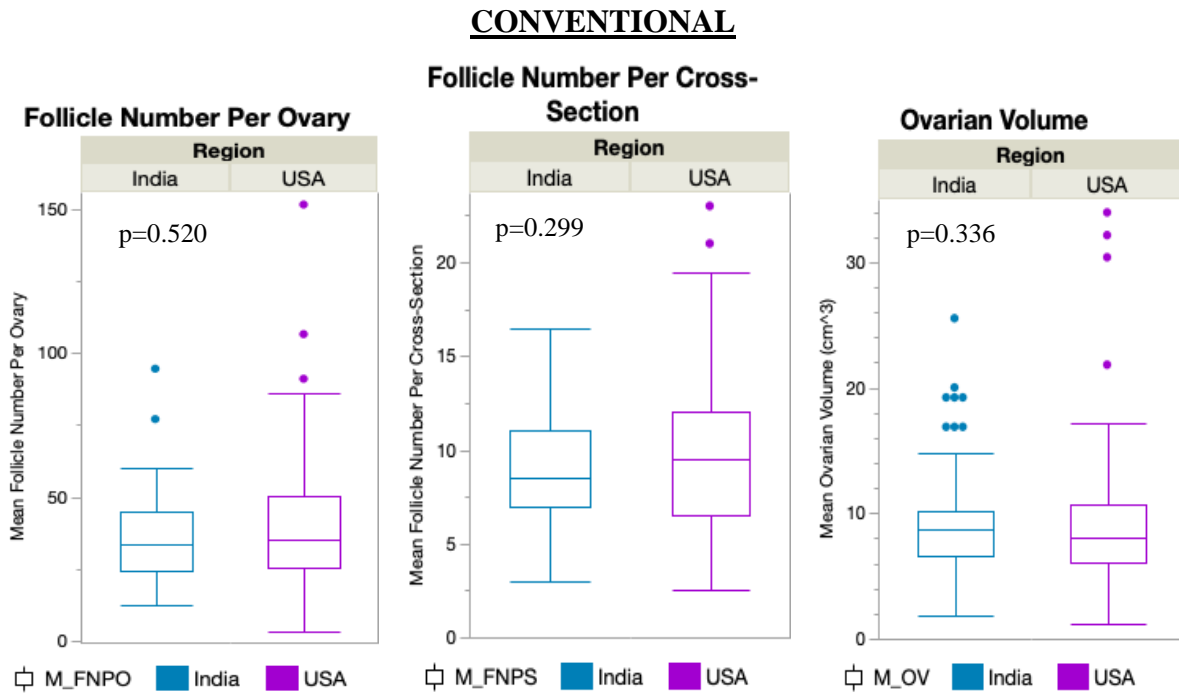 CONVENTIONAL
Follicle Number Per Ovary
Region
India USA
150
100
50
0
p=0.520
Mean Follicle Number Per Ovary
M_FNPO India USA
Follicle Number Per Cross-
Section
Region
India USA
20
15
10
5
0
p=0.299
Mean Follicle Number Per Cross-Section
M_FNPS India USA
Ovarian Volume
Region
India USA
30
20
10
0
p=0.336
Mean Ovarian Volume (cm^3)
M_OV India USA